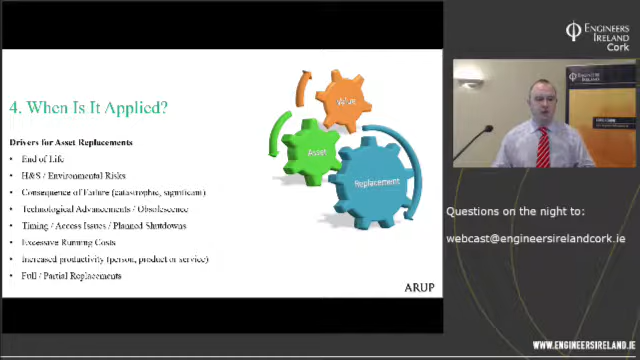 4. When Is It Applied?
Drivers for Asset Replacements
• End of Life
• H&S / Environmental Risks
• Consequence of Failure (catastrophic, significant)
• Technological Advancements / Obsolescence
• Timing / Access Issues / Planned Shutdowns
• Excessive Running Costs
• Increased productivity (person, product or service)
• Full / Partial Replacements
Value
Asset
Replacement
ARUP
ENGINEERS
IRELAND
Cork
Questions on the night to:
webcast@engineersirelandcork.ie
WWW.ENGINEERSIRELAND.IE